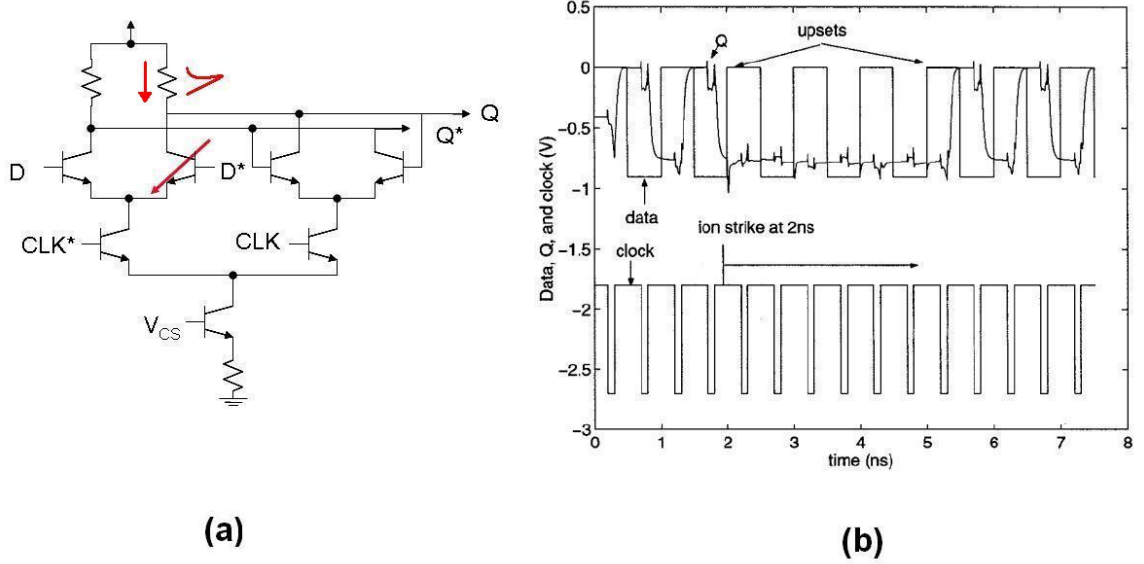 Q
Q*
D
D*
CLK*
CLK
V_CS
(a)
0.5
0
−0.5
−1
−1.5
−2
−2.5
−3
Data, Q, and clock (V)
Q
upsets
data
ion strike at 2ns
clock
0 1 2 3 4 5 6 7 8
time (ns)
(b)